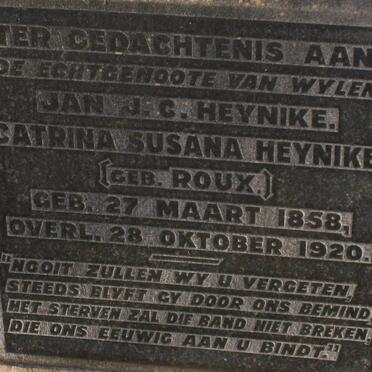 TER GEDACHTENIS AAN
DE ECHTGENOOTE VAN WYLEN
JAN J. C. HEYNIKE.
CATRINA SUSANA HEYNIKE
[GEB. ROUX.]
GEB. 27 MAART 1858,
OVERL. 28 OKTOBER 1920.
"NOOIT ZULLEN WY U VERGETEN,
STEEDS BLYFT GY DOOR ONS BEMIND
HET STERVEN ZAL DIE BAND NIET BREKEN,
DIE ONS EEUWIG AAN U BINDT."